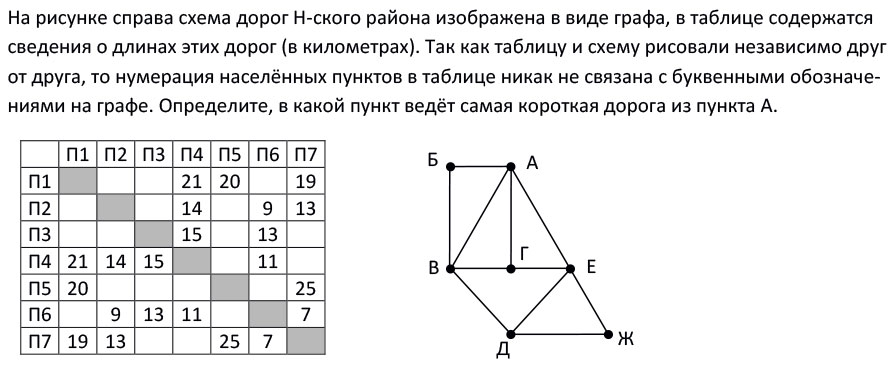 На рисунке справа схема дорог Н-ского района изображена в виде графа, в таблице содержатся
сведения о длинах этих дорог (в километрах). Так как таблицу и схему рисовали независимо друг
от друга, то нумерация населённых пунктов в таблице никак не связана с буквенными обозначе-
ниями на графе. Определите, в какой пункт ведёт самая короткая дорога из пункта А.
П1 П2 П3 П4 П5 П6 П7
П1 21 20 19
П2 14 9 13
П3 15 13
П4 21 14 15 11
П5 20 25
П6 9 13 11 7
П7 19 13 25 7
Б А
В Г Е
Д Ж